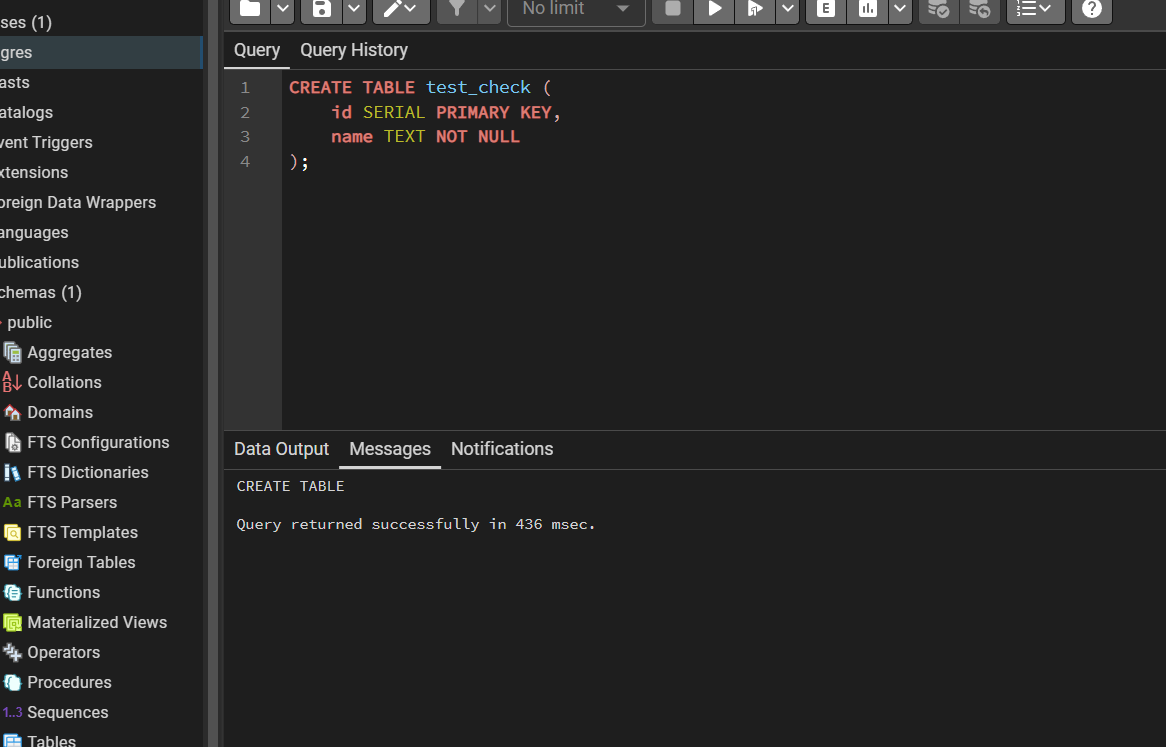 ses (1)
gres
asts
atalogs
vent Triggers
xtensions
oreign Data Wrappers
anguages
ublications
chemas (1)
public
Aggregates
Collations
Domains
FTS Configurations
FTS Dictionaries
Aa FTS Parsers
FTS Templates
Foreign Tables
Functions
Materialized Views
Operators
Procedures
1..3 Sequences
Tables
No limit
E
Query Query History
1 CREATE TABLE test_check (
2 id SERIAL PRIMARY KEY,
3 name TEXT NOT NULL
4 );
Data Output Messages Notifications
CREATE TABLE
Query returned successfully in 436 msec.